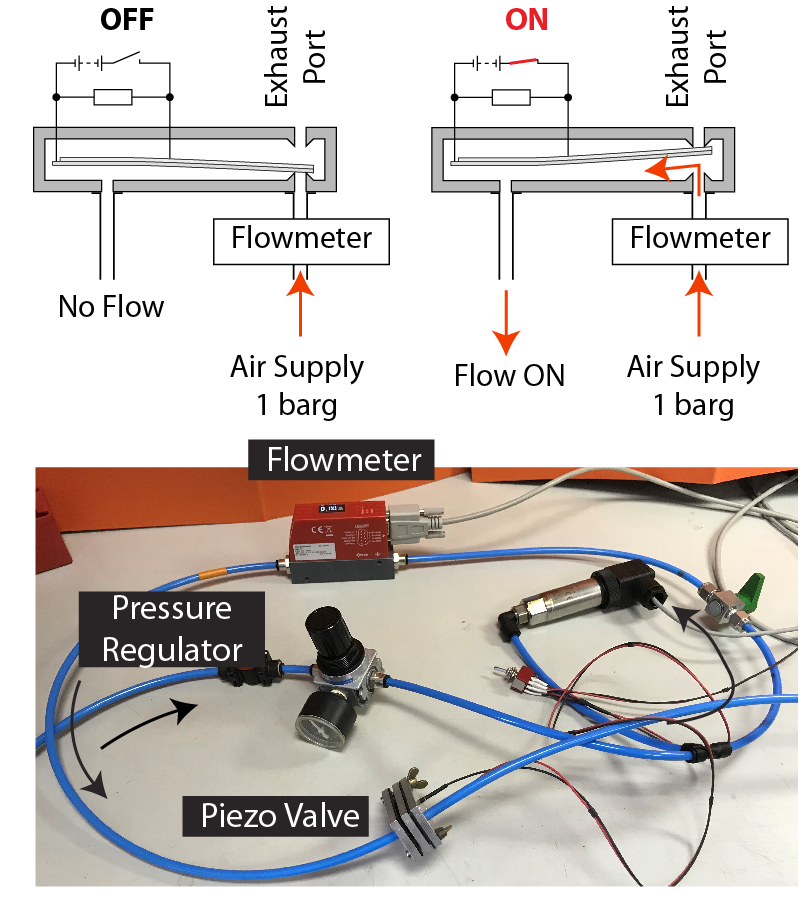 OFF
Exhaust
Port
Flowmeter
No Flow
Air Supply
1 barg
ON
Exhaust
Port
Flowmeter
Flow ON
Air Supply
1 barg
Flowmeter
CE
Pressure
Regulator
Piezo Valve